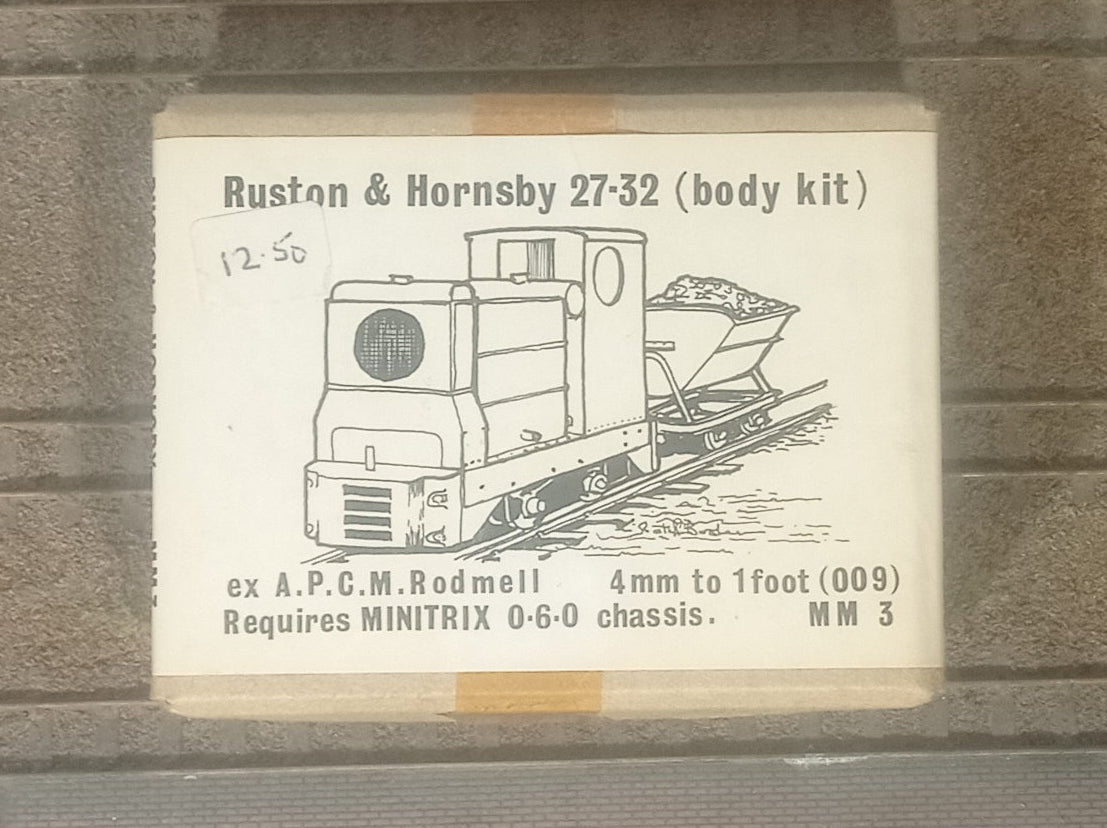 Ruston & Hornsby 27-32 (body kit)
12.50
ex A.P.C.M. Rodmell 4mm to 1foot (009)
Requires MINITRIX 0-6-0 chassis. MM 3